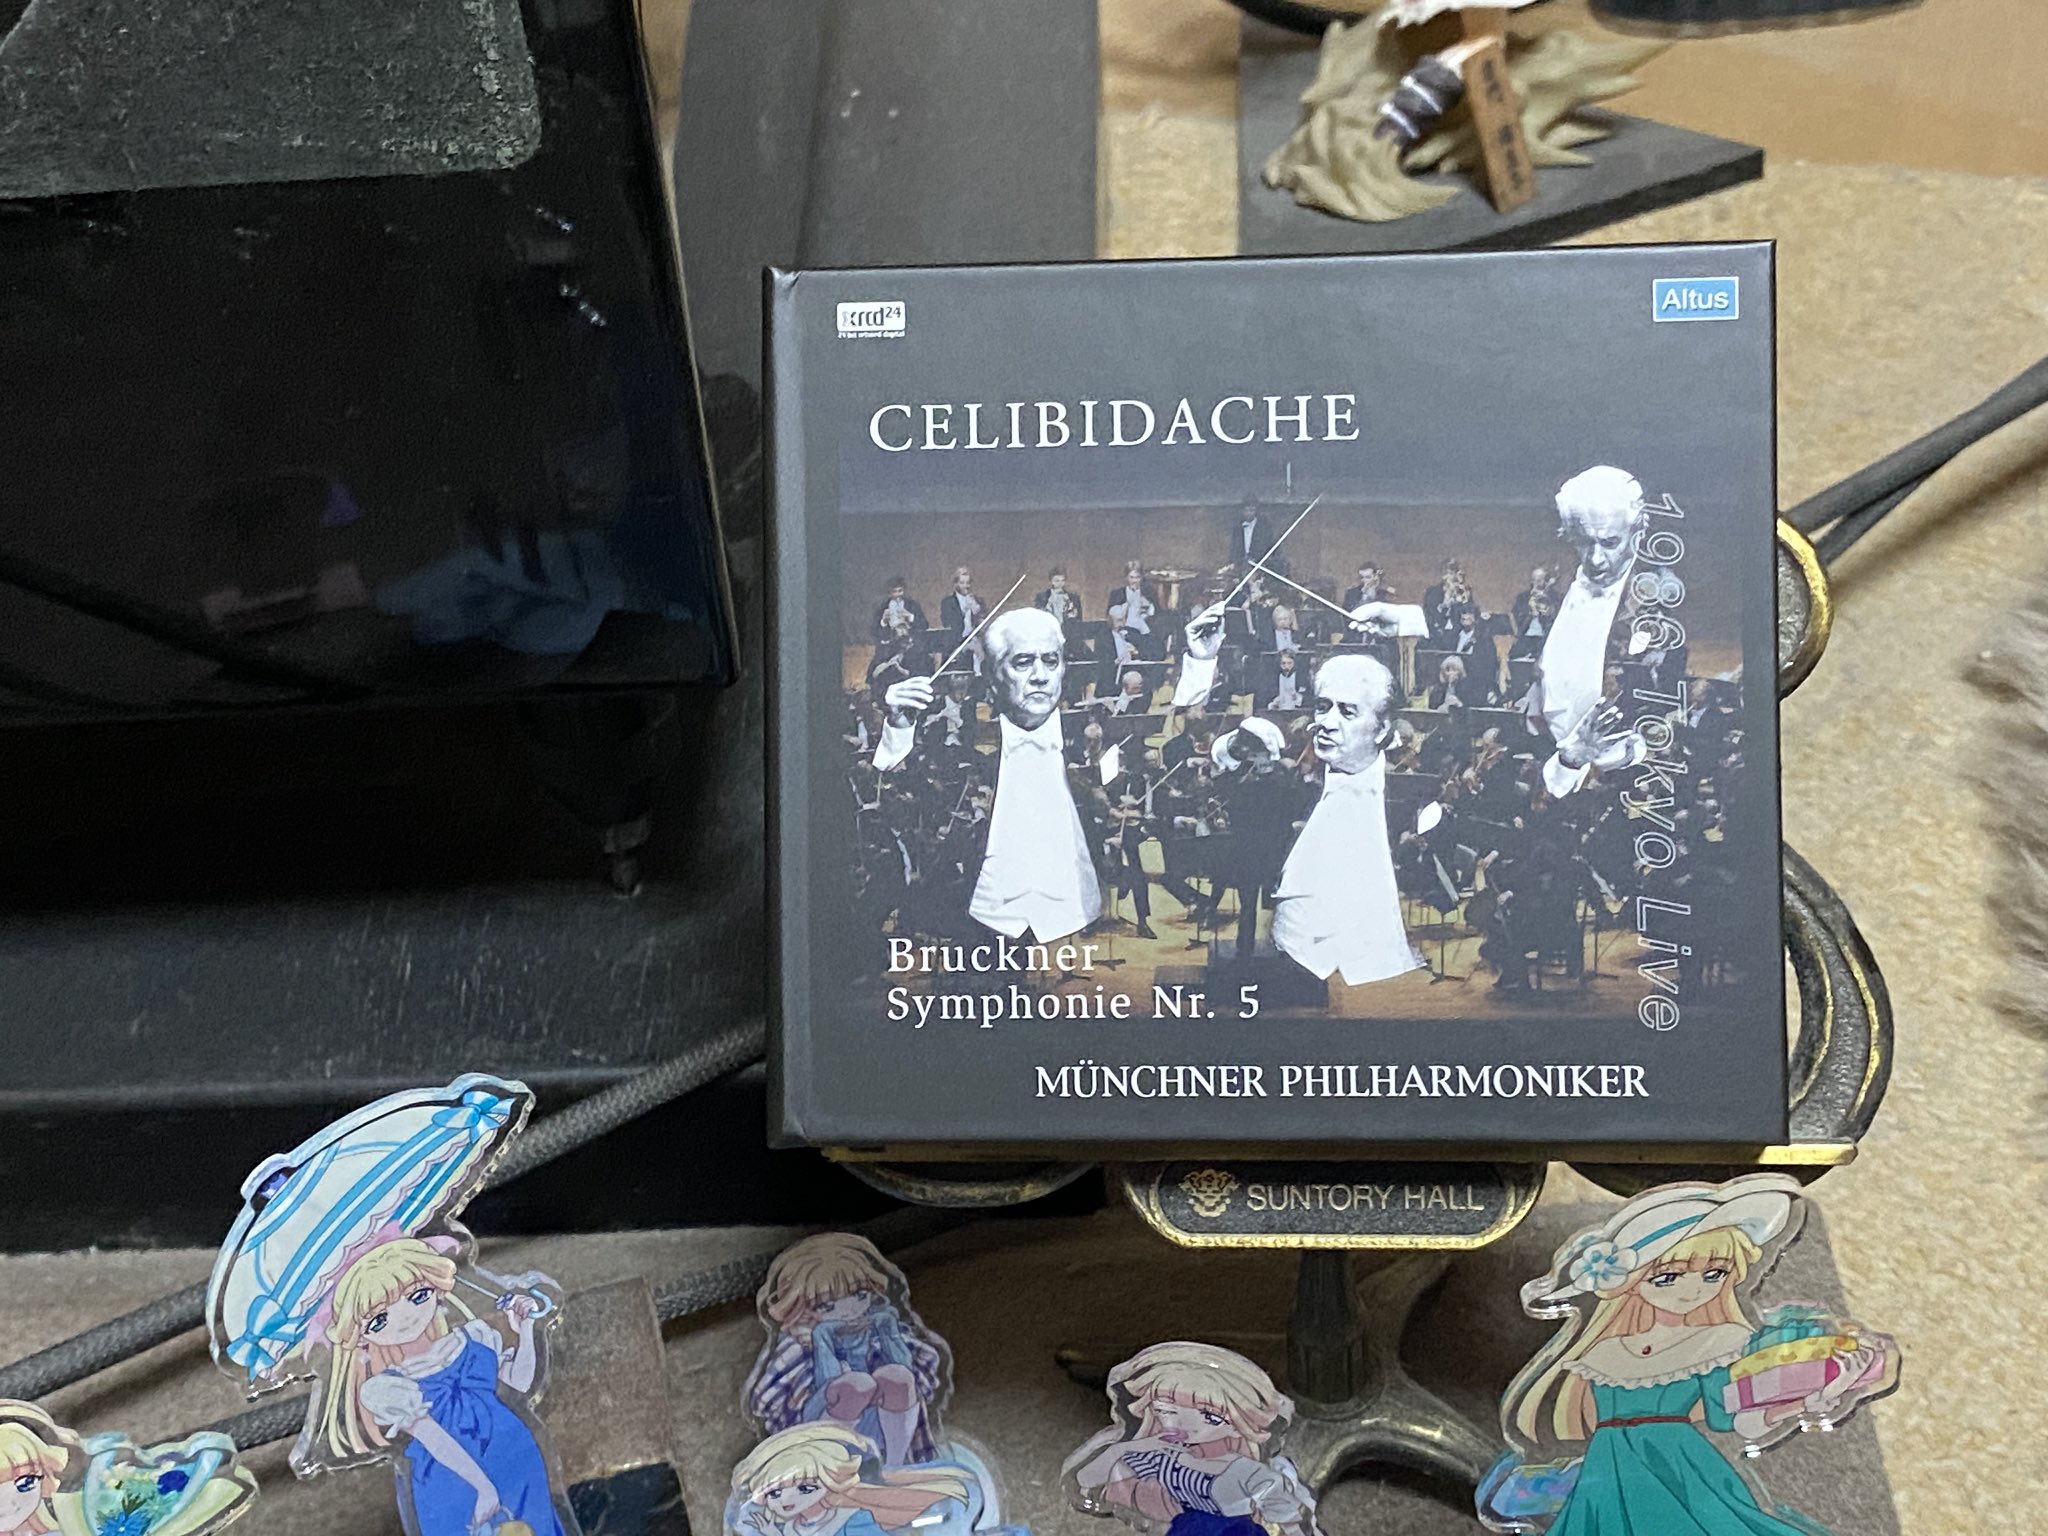 xrcd24
Altus
CELIBIDACHE
1986 Tokyo Live
Bruckner
Symphonie Nr. 5
MÜNCHNER PHILHARMONIKER
SUNTORY HALL